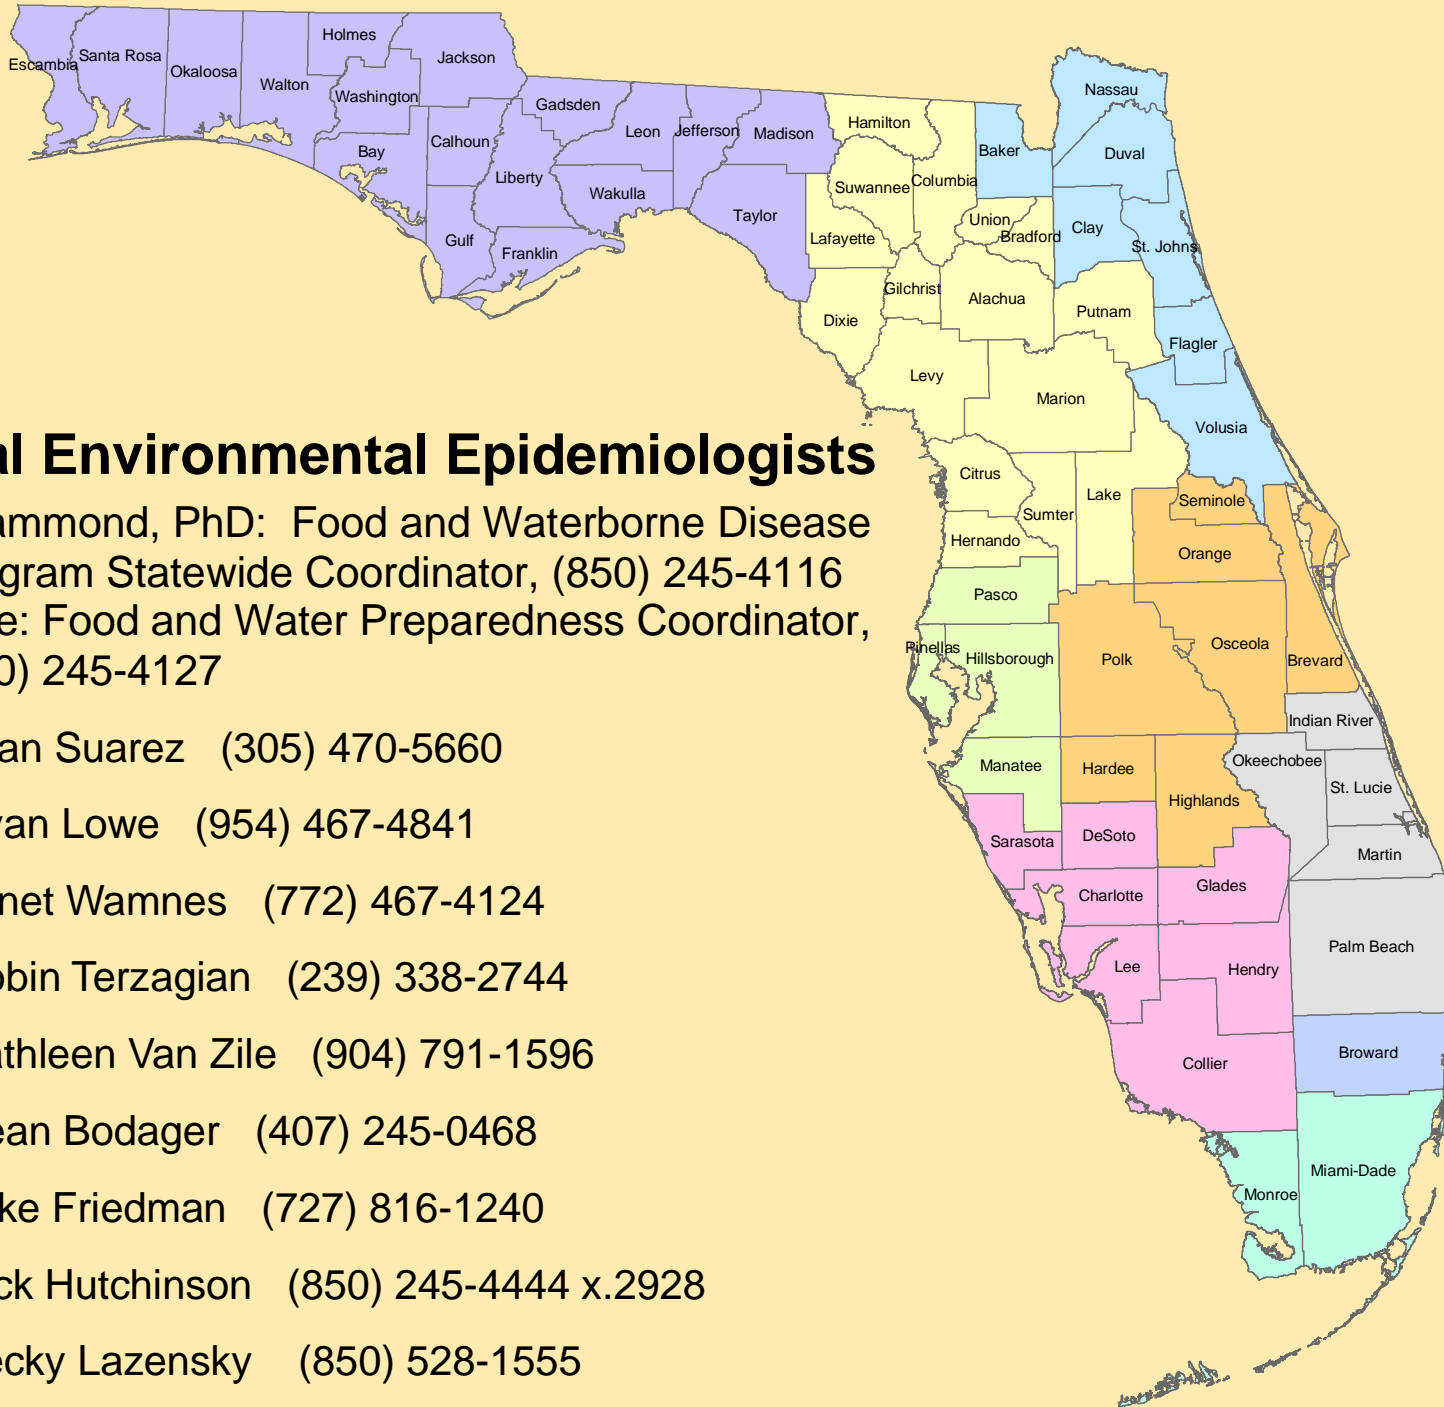 Holmes
Jackson
Santa Rosa
Escambia
Okaloosa
Walton
Washington
Nassau
Gadsden
Hamilton
Leon
Jefferson
Madison
Calhoun
Bay
Baker
Duval
Liberty
Suwannee
Columbia
Wakulla
Taylor
Union
Clay
Bradford
Lafayette
St. Johns
Gulf
Franklin
Gilchrist
Alachua
Putnam
Dixie
Flagler
Levy
Marion
Volusia
al Environmental Epidemiologists
Citrus
Lake
Seminole
Sumter
ammond, PhD:  Food and Waterborne Disease
Hernando
Orange
gram Statewide Coordinator, (850) 245-4116
Pasco
e: Food and Water Preparedness Coordinator,
Pinellas
Hillsborough
Polk
Osceola
Brevard
0) 245-4127
Indian River
an Suarez   (305) 470-5660
Manatee
Hardee
Okeechobee
St. Lucie
Highlands
van Lowe   (954) 467-4841
Sarasota
DeSoto
Martin
net Wamnes   (772) 467-4124
Charlotte
Glades
Palm Beach
obin Terzagian   (239) 338-2744
Lee
Hendry
athleen Van Zile   (904) 791-1596
Collier
Broward
ean Bodager   (407) 245-0468
Miami-Dade
Monroe
ke Friedman   (727) 816-1240
ck Hutchinson   (850) 245-4444 x.2928
ecky Lazensky    (850) 528-1555